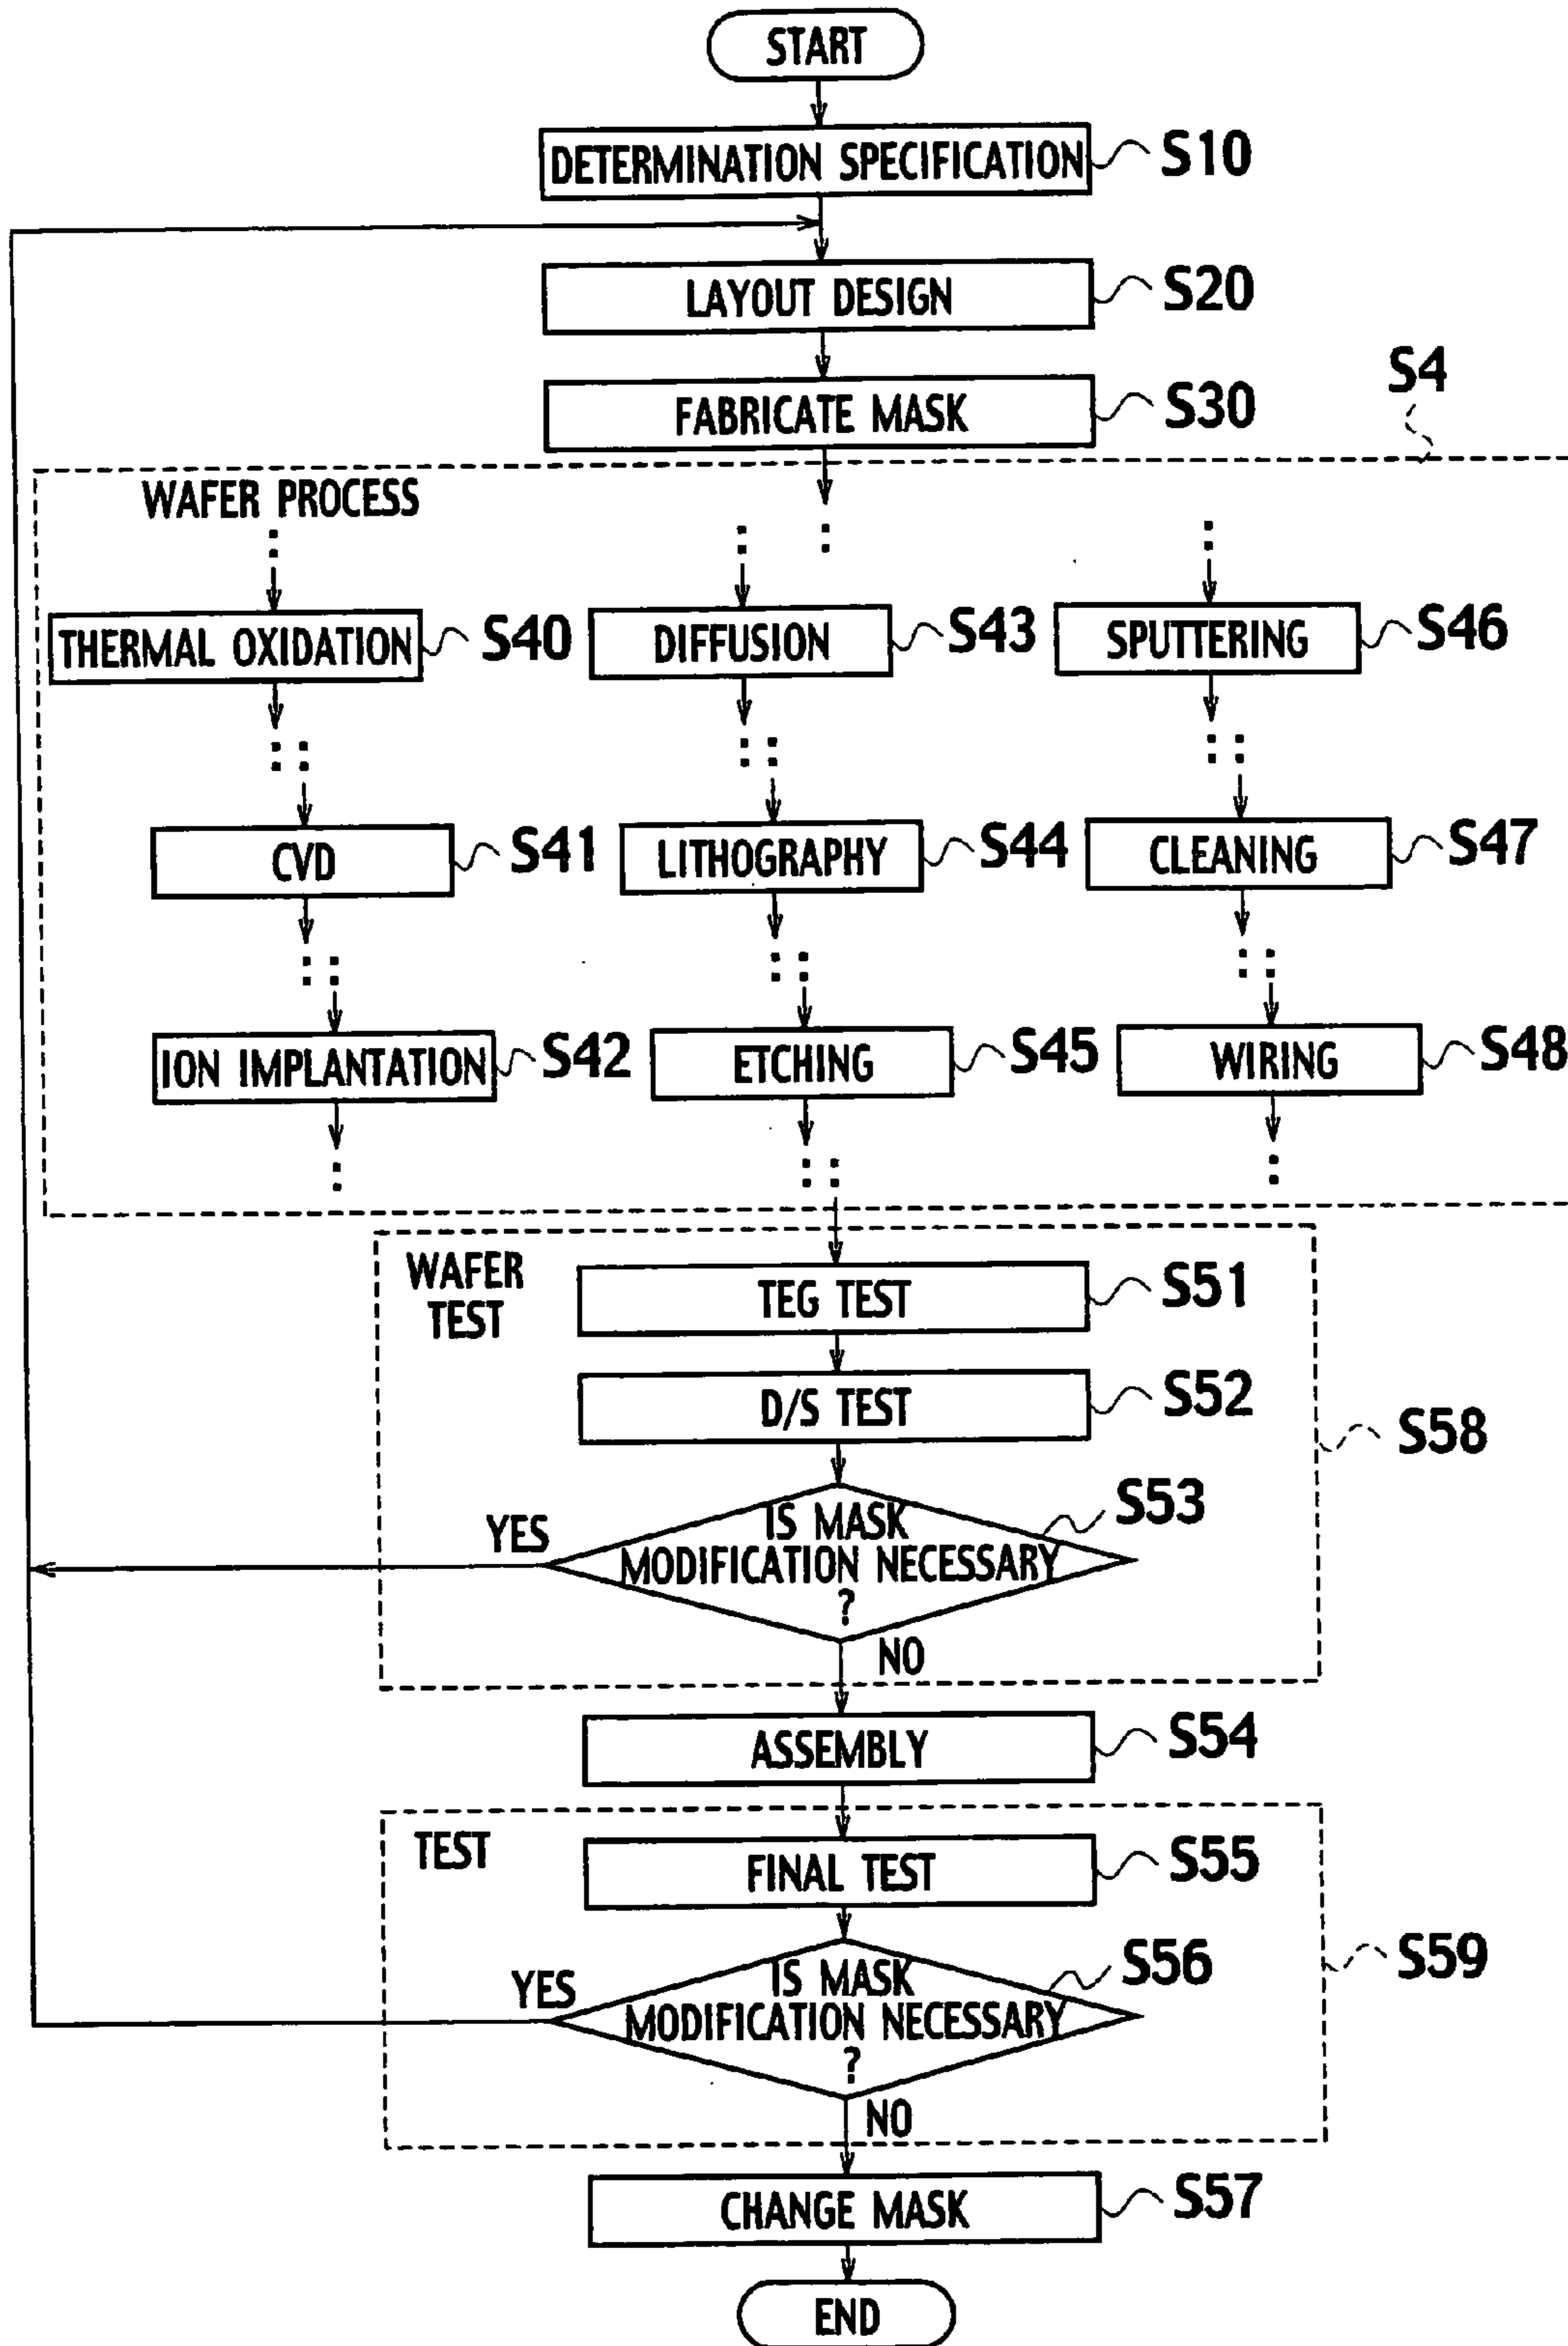 START
DETERMINATION SPECIFICATION
S10
LAYOUT DESIGN
S20
FABRICATE MASK
S30
S4
WAFER PROCESS
THERMAL OXIDATION
S40
DIFFUSION
S43
SPUTTERING
S46
CVD
S41
LITHOGRAPHY
S44
CLEANING
S47
ION IMPLANTATION
S42
ETCHING
S45
WIRING
S48
WAFER
TEST
TEG TEST
S51
D/S TEST
S52
S58
IS MASK
MODIFICATION NECESSARY
?
S53
YES
NO
ASSEMBLY
S54
TEST
FINAL TEST
S55
IS MASK
MODIFICATION NECESSARY
?
S56
S59
YES
NO
CHANGE MASK
S57
END